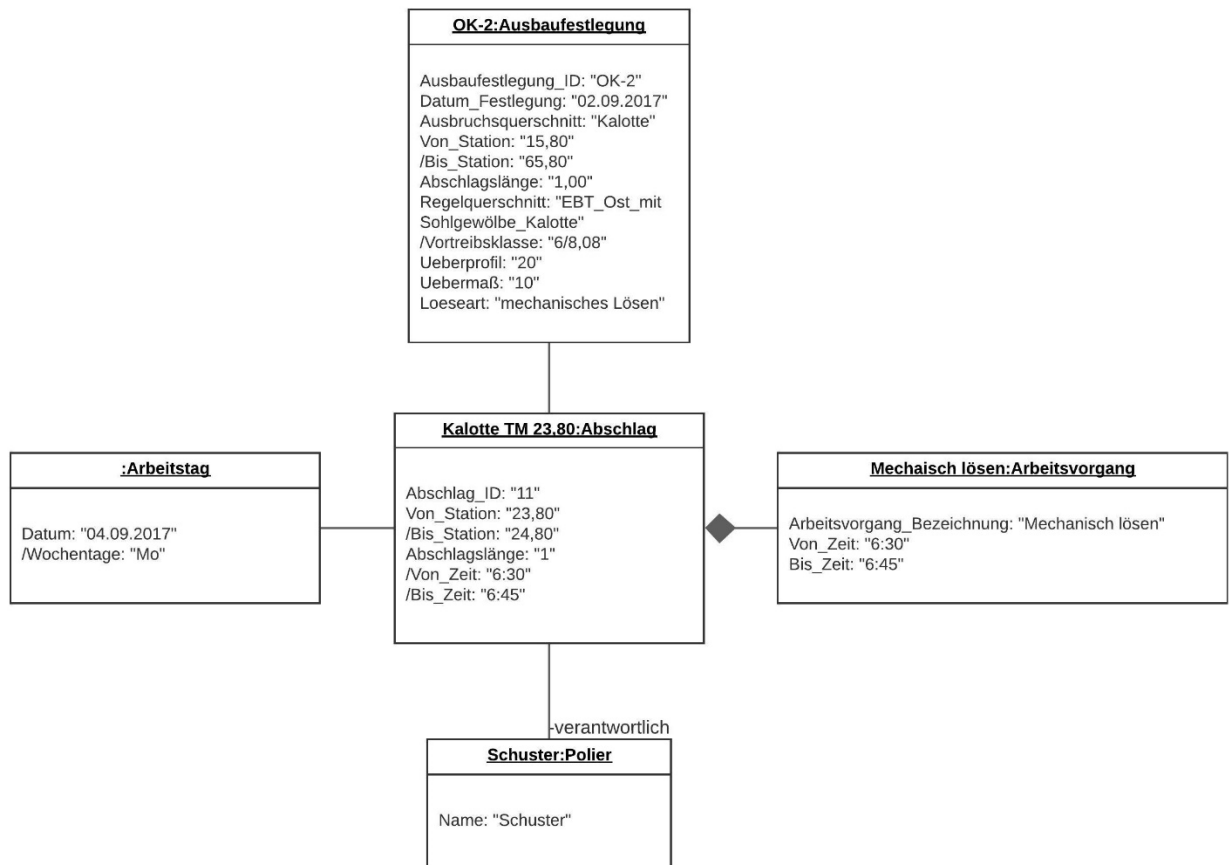 OK-2:Ausbaufestlegung
Ausbaufestlegung_ID: "OK-2"
Datum_Festlegung: "02.09.2017"
Ausbruchsquerschnitt: "Kalotte"
Von_Station: "15,80"
/Bis_Station: "65,80"
Abschlagslänge: "1,00"
Regelquerschnitt: "EBT_Ost_mit
Sohlgewölbe_Kalotte"
/Vortreibsklasse: "6/8,08"
Ueberprofil: "20"
Uebermaß: "10"
Loeseart: "mechanisches Lösen"
:Arbeitstag
Datum: "04.09.2017"
/Wochentage: "Mo"
Kalotte TM 23,80:Abschlag
Abschlag_ID: "11"
Von_Station: "23,80"
/Bis_Station: "24,80"
Abschlagslänge: "1"
/Von_Zeit: "6:30"
/Bis_Zeit: "6:45"
Mechaisch lösen:Arbeitsvorgang
Arbeitsvorgang_Bezeichnung: "Mechanisch lösen"
Von_Zeit: "6:30"
Bis_Zeit: "6:45"
-verantwortlich
Schuster:Polier
Name: "Schuster"